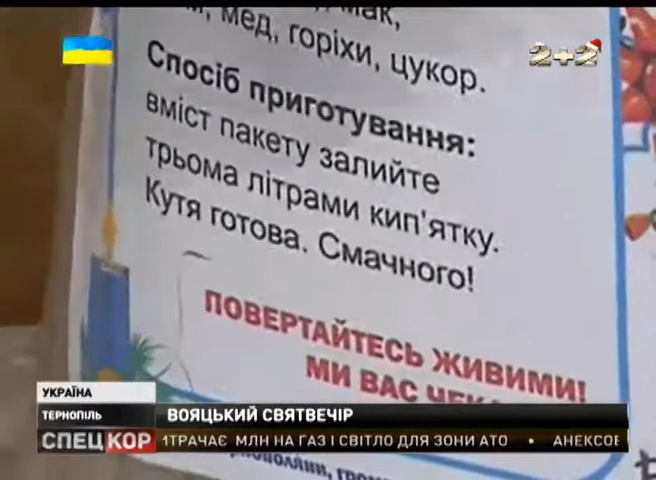 2+2
мед, горіхи, цукор.
Спосіб приготування:
вміст пакету залийте
трьома літрами кип'ятку.
Кутя готова. Смачного!
ПОВЕРТАЙТЕСЬ ЖИВИМИ!
МИ ВАС
УКРАЇНА
ТЕРНОПІЛЬ
ВОЯЦЬКИЙ СВЯТВЕЧІР
СПЕЦКОР
МЛН НА ГАЗ І СВІТЛО ДЛЯ ЗОНИ АТО •